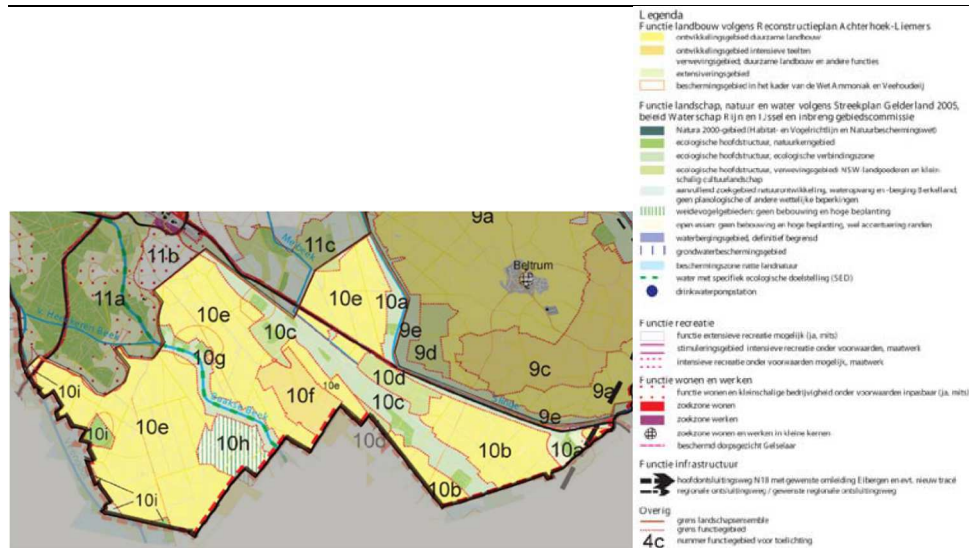 Legenda
Functie landbouw volgens Reconstructieplan Achterhoek-Liemers
ontwikkelingsgebied duurzame landbouw
ontwikkelingsgebied intensieve teelten
verwevingsgebied, duurzame landbouw en andere functies
extensiveringsgebied
beschermingsgebied in het kader van de Wet Ammoniak en Veehouderij
Functie landschap, natuur en water volgens Streekplan Gelderland 2005,
beleid Waterschap Rijn en IJssel en inbreng gebiedscommissie
Natura 2000-gebied (Habitat- en Vogelrichtlijn en Natuurbeschermingswet)
ecologische hoofdstructuur, natuurkerngebied
ecologische hoofdstructuur, ecologische verbindingszone
ecologische hoofdstructuur, verwevingsgebied: NSW-landgoederen en klein-
schalig cultuurlandschap
aanvullend zoekgebied natuurontwikkeling, wateropvang en -berging Berkelland,
geen planologische of andere wettelijke beperkingen
weidevogelgebieden: geen bebouwing en hoge beplanting
open essen: geen bebouwing en hoge beplanting, wel accentuering randen
waterbergingsgebied, definitief begrensd
grondwaterbeschermingsgebied
beschermingszone natte landnatuur
water met specifiek ecologische doelstelling (SED)
drinkwaterpompstation
Functie recreatie
functie extensieve recreatie mogelijk (ja, mits)
stimuleringsgebied intensieve recreatie onder voorwaarden, maatwerk
intensieve recreatie onder voorwaarden mogelijk, maatwerk
Functie wonen en werken
functie wonen en kleinschalige bedrijvigheid onder voorwaarden inpasbaar (ja, mits)
zoekzone wonen
zoekzone werken
zoekzone wonen en werken in kleine kernen
beschermd dorpsgezicht Gelselaar
Functie infrastructuur
hoofdontsluitingsweg N18 met gewenste omleiding Eibergen en evt. nieuw tracé
regionale ontsluitingsweg / gewenste regionale ontsluitingsweg
Overig
grens landschapsensemble
grens functiegebied
4c nummer functiegebied voor toelichting
9a
11c
11b
Beltrum
11a
10e
10e
10a
9e
10c
9d
10g
10d
9c
10i
10f
10e
10c
9a
10e
9e
10i
10h
10c
10b
10a
10i
10b
Beek